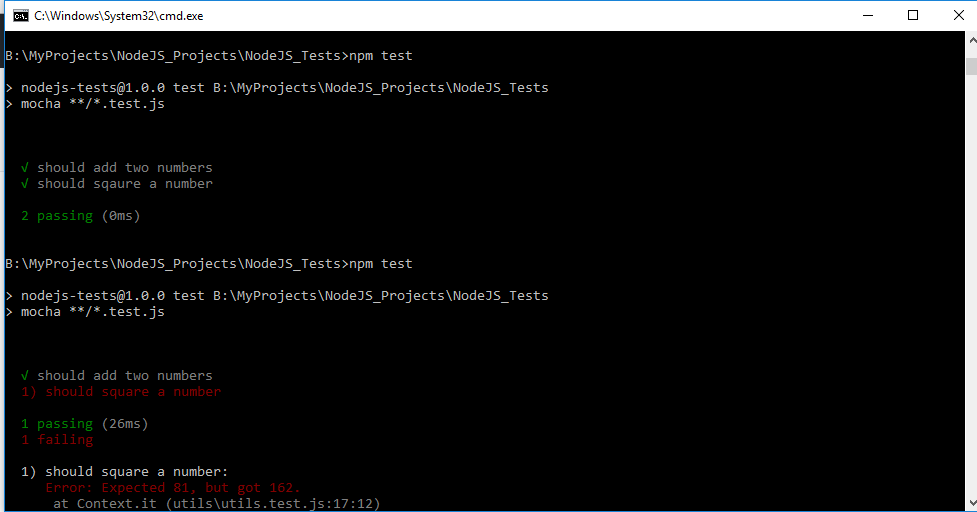 C:\Windows\System32\cmd.exe
B:\MyProjects\NodeJS_Projects\NodeJS_Tests>npm test
> nodejs-tests@1.0.0 test B:\MyProjects\NodeJS_Projects\NodeJS_Tests
> mocha **/*.test.js
√ should add two numbers
√ should sqaure a number
2 passing (0ms)
B:\MyProjects\NodeJS_Projects\NodeJS_Tests>npm test
> nodejs-tests@1.0.0 test B:\MyProjects\NodeJS_Projects\NodeJS_Tests
> mocha **/*.test.js
√ should add two numbers
1) should square a number
1 passing (26ms)
1 failing
1) should square a number:
Error: Expected 81, but got 162.
at Context.it (utils\utils.test.js:17:12)